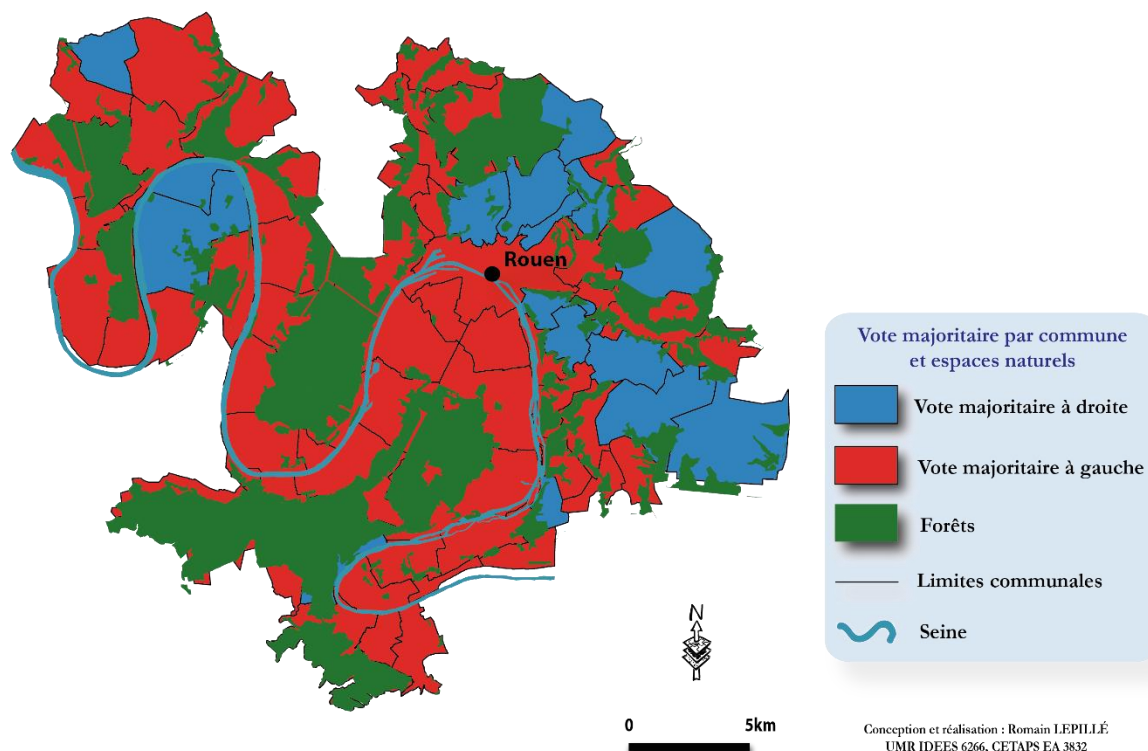 Rouen
Vote majoritaire par commune
et espaces naturels
Vote majoritaire à droite
Vote majoritaire à gauche
Forêts
Limites communales
Seine
N
0 5km
Conception et réalisation : Romain LEPILLÉ
UMR IDEES 6266, CETAPS EA 3832